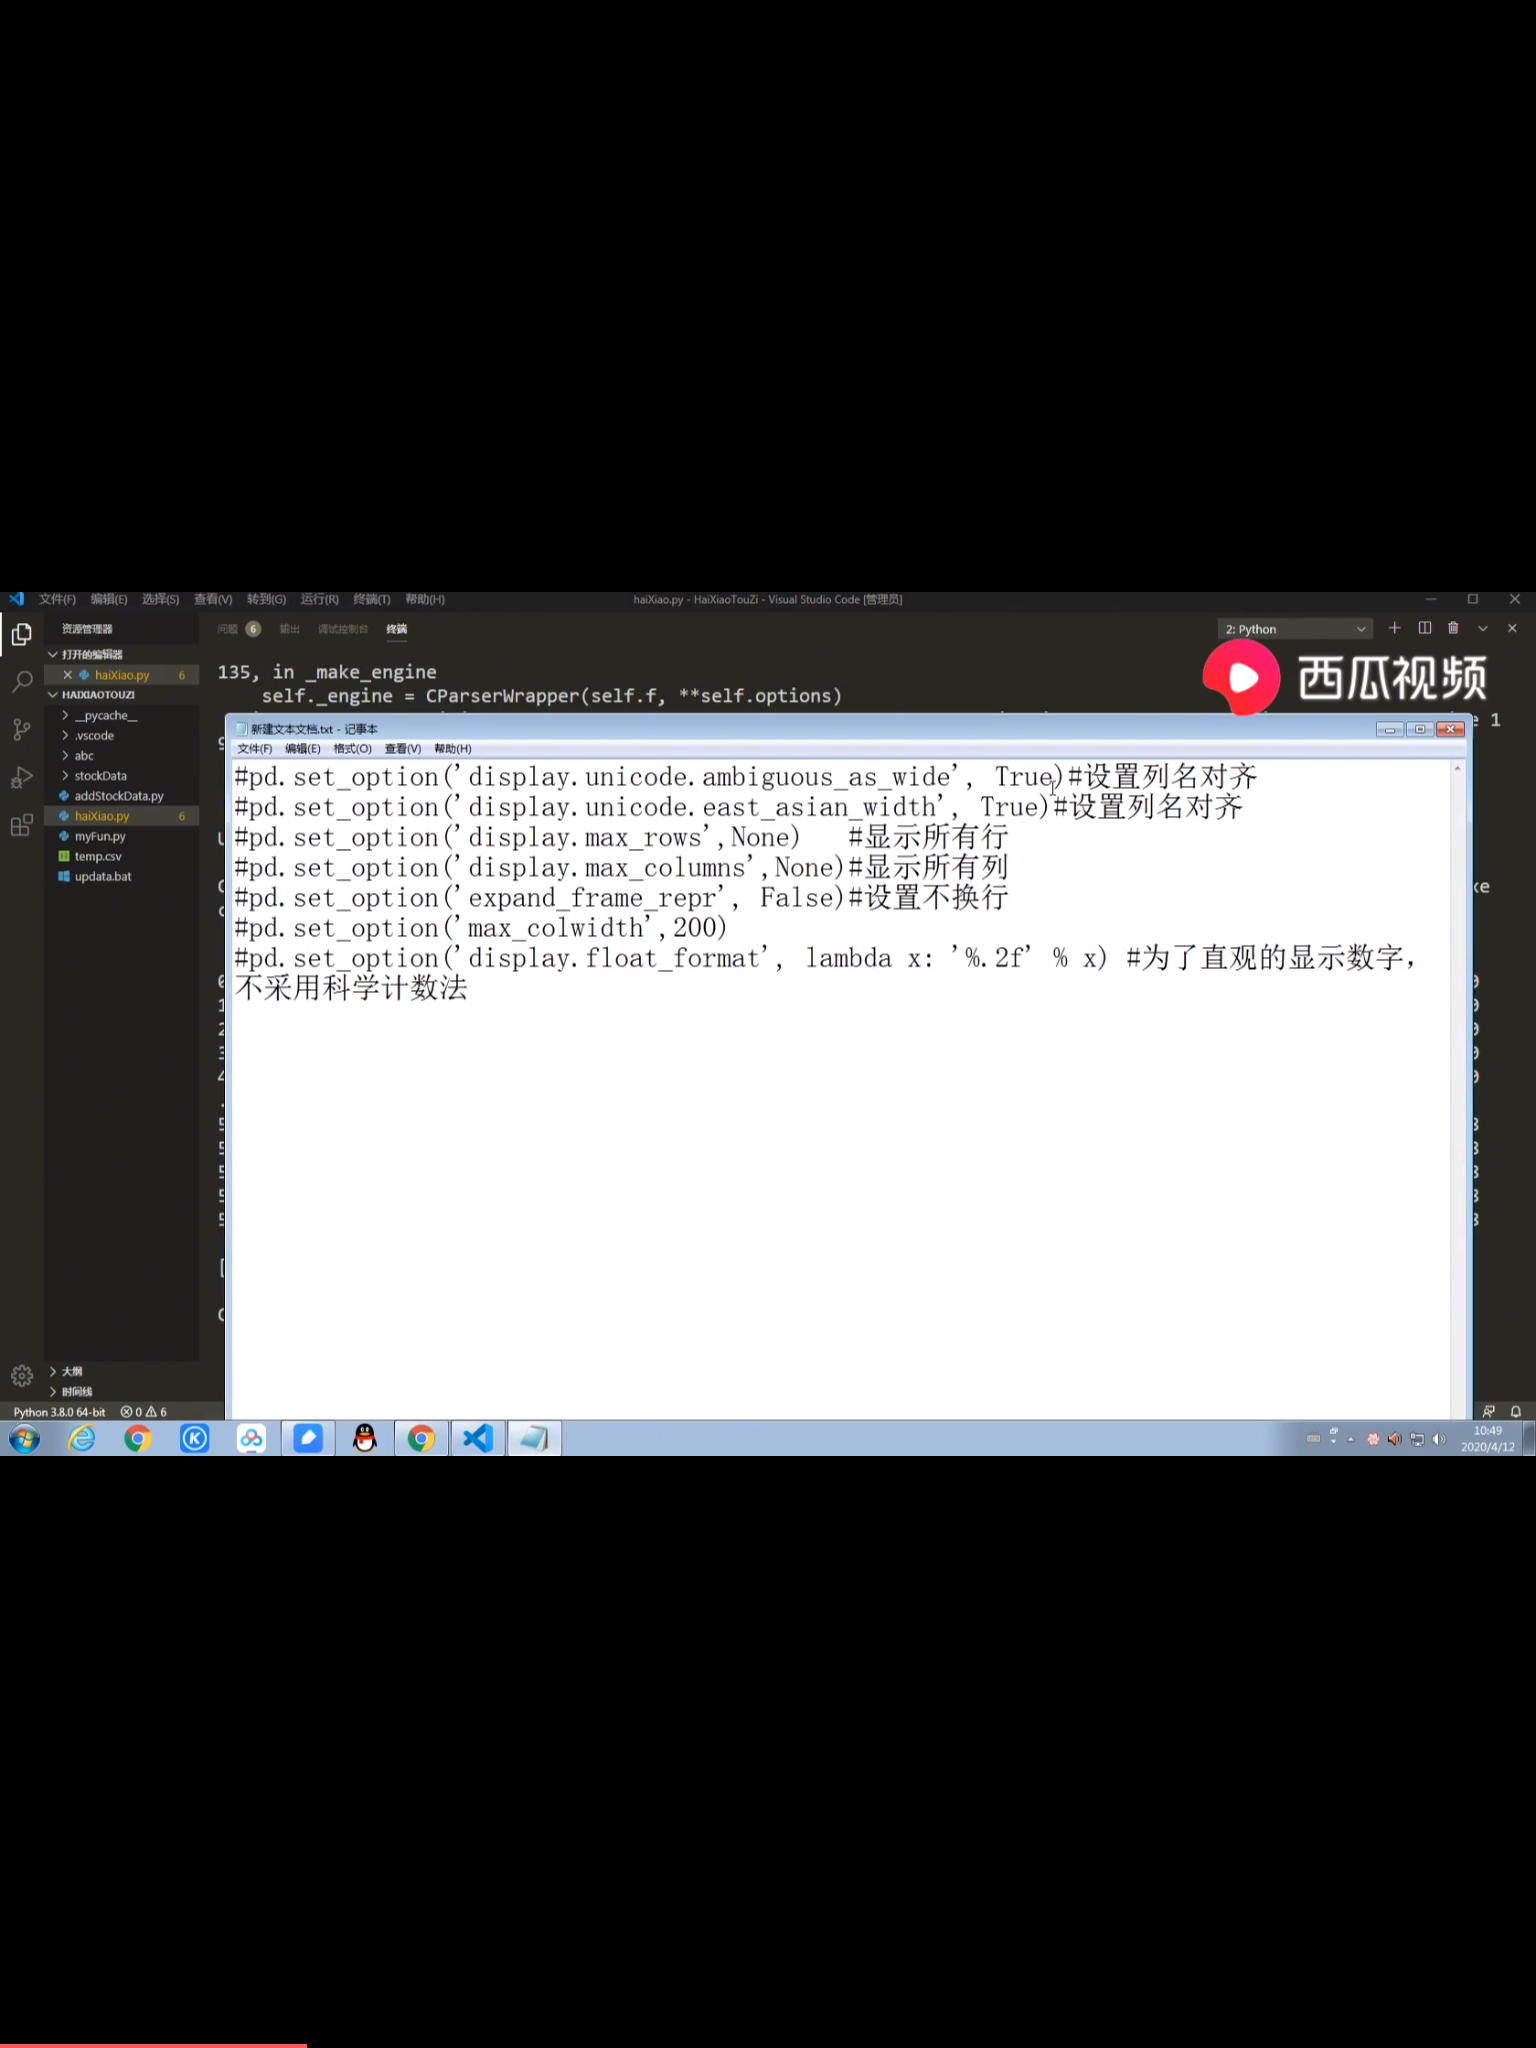 文件(F) 编辑(E) 选择(S) 查看(V) 转到(G) 运行(R) 终端(T) 帮助(H) haiXiao.py - HaiXiaoTouZi - Visual Studio Code [管理员]
资源管理器 问题 6 输出 调试控制台 终端 2: Python
打开的编辑器
haiXiao.py 6
HAIXIAOTOUZI
__pycache__
.vscode
abc
stockData
addStockData.py
haiXiao.py 6
myFun.py
temp.csv
updata.bat
135, in _make_engine
self._engine = CParserWrapper(self.f, **self.options)
西瓜视频
新建文本文档.txt - 记事本
文件(F) 编辑(E) 格式(O) 查看(V) 帮助(H)
#pd.set_option('display.unicode.ambiguous_as_wide', True)#设置列名对齐
#pd.set_option('display.unicode.east_asian_width', True)#设置列名对齐
#pd.set_option('display.max_rows',None) #显示所有行
#pd.set_option('display.max_columns',None)#显示所有列
#pd.set_option('expand_frame_repr', False)#设置不换行
#pd.set_option('max_colwidth',200)
#pd.set_option('display.float_format', lambda x: '%.2f' % x) #为了直观的显示数字，
不采用科学计数法
大纲
时间线
Python 3.8.0 64-bit 0 6
10:49
2020/4/12